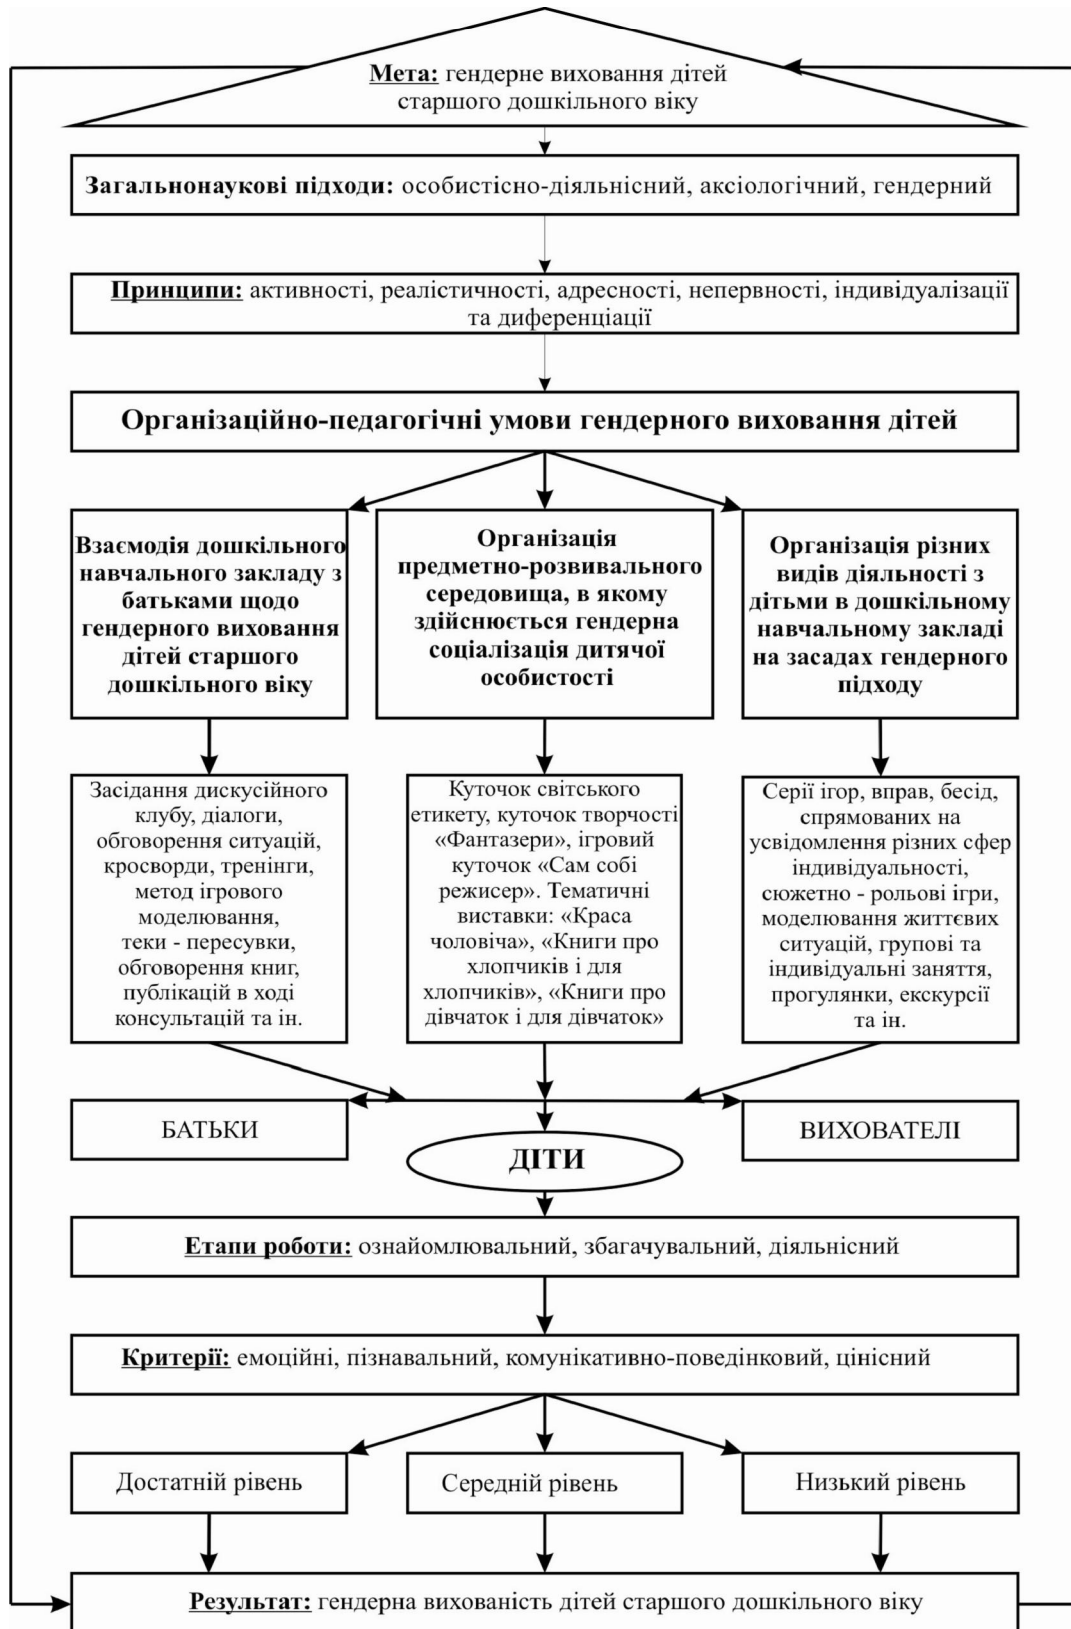 Мета: гендерне виховання дітей
старшого дошкільного віку
Загальнонаукові підходи: особистісно-діяльнісний, аксіологічний, гендерний
Принципи: активності, реалістичності, адресності, непервності, індивідуалізації
та диференціації
Організаційно-педагогічні умови гендерного виховання дітей
Взаємодія дошкільного
навчального закладу з
батьками щодо
гендерного виховання
дітей старшого
дошкільного віку
Організація
предметно-розвивального
середовища, в якому
здійснюється гендерна
соціалізація дитячої
особистості
Організація різних
видів діяльності з
дітьми в дошкільному
навчальному закладі
на засадах гендерного
підходу
Засідання дискусійного
клубу, діалоги,
обговорення ситуацій,
кросворди, тренінги,
метод ігрового
моделювання,
теки - пересувки,
обговорення книг,
публікацій в ході
консультацій та ін.
Куточок світського
етикету, куточок творчості
«Фантазери», ігровий
куточок «Сам собі
режисер». Тематичні
виставки: «Краса
чоловіча», «Книги про
хлопчиків і для
хлопчиків», «Книги про
дівчаток і для дівчаток»
Серії ігор, вправ, бесід,
спрямованих на
усвідомлення різних сфер
індивідуальності,
сюжетно - рольові ігри,
моделювання життєвих
ситуацій, групові та
індивідуальні заняття,
прогулянки, екскурсії
та ін.
БАТЬКИ
ДІТИ
ВИХОВАТЕЛІ
Етапи роботи: ознайомлювальний, збагачувальний, діяльнісний
Критерії: емоційні, пізнавальний, комунікативно-поведінковий, цінісний
Достатній рівень
Середній рівень
Низький рівень
Результат: гендерна вихованість дітей старшого дошкільного віку